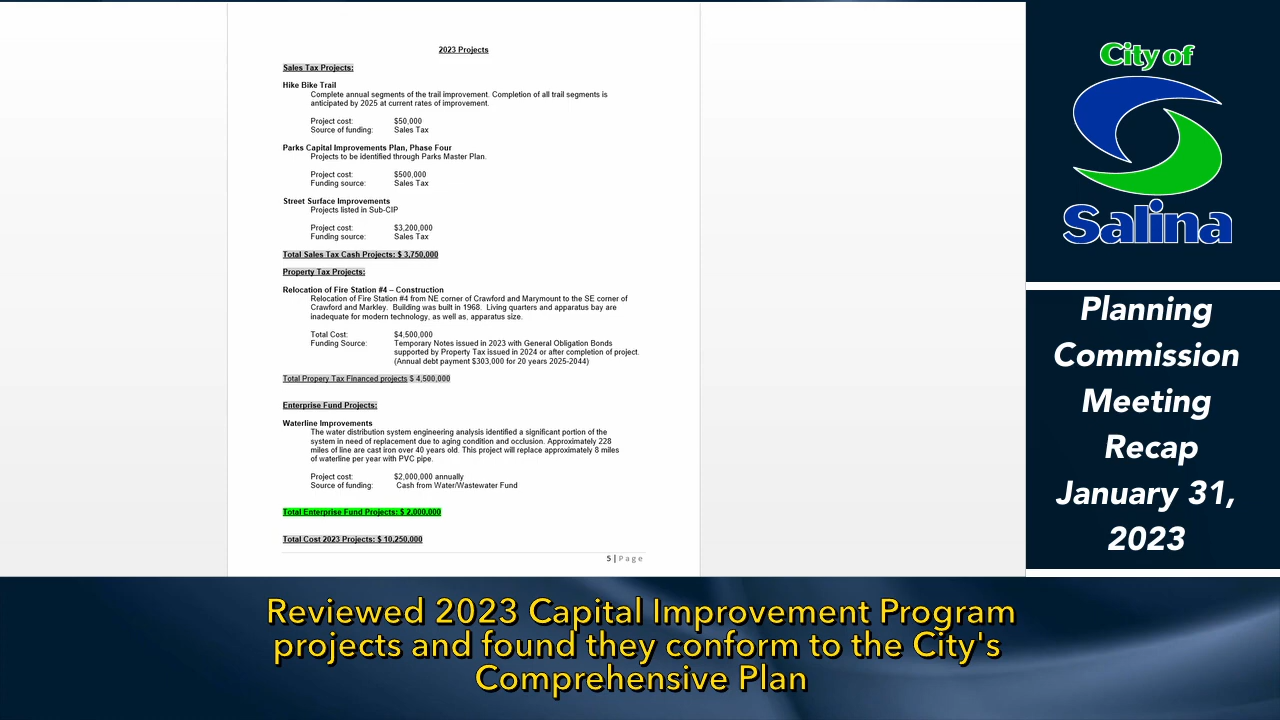 2023 Projects
Sales Tax Projects:
Hike Bike Trail
Complete annual segments of the trail improvement. Completion of all trail segments is
anticipated by 2025 at current rates of improvement.
Project cost: $50,000
Source of funding: Sales Tax
Parks Capital Improvements Plan, Phase Four
Projects to be identified through Parks Master Plan.
Project cost: $500,000
Funding source: Sales Tax
Street Surface Improvements
Projects listed in Sub-CIP
Project cost: $3,200,000
Funding source: Sales Tax
Total Sales Tax Cash Projects: $ 3,750,000
Property Tax Projects:
Relocation of Fire Station #4 – Construction
Relocation of Fire Station #4 from NE corner of Crawford and Marymount to the SE corner of
Crawford and Markley. Building was built in 1968. Living quarters and apparatus bay are
inadequate for modern technology, as well as, apparatus size.
Total Cost: $4,500,000
Funding Source: Temporary Notes issued in 2023 with General Obligation Bonds
supported by Property Tax issued in 2024 or after completion of project.
(Annual debt payment $303,000 for 20 years 2025-2044)
Total Propery Tax Financed projects $ 4,500,000
Enterprise Fund Projects:
Waterline Improvements
The water distribution system engineering analysis identified a significant portion of the
system in need of replacement due to aging condition and occlusion. Approximately 228
miles of line are cast iron over 40 years old. This project will replace approximately 8 miles
of waterline per year with PVC pipe.
Project cost: $2,000,000 annually
Source of funding: Cash from Water/Wastewater Fund
Total Enterprise Fund Projects: $ 2,000,000
Total Cost 2023 Projects: $ 10,250,000
5 | Page
City of
Salina
Planning
Commission
Meeting
Recap
January 31,
2023
Reviewed 2023 Capital Improvement Program
projects and found they conform to the City's
Comprehensive Plan